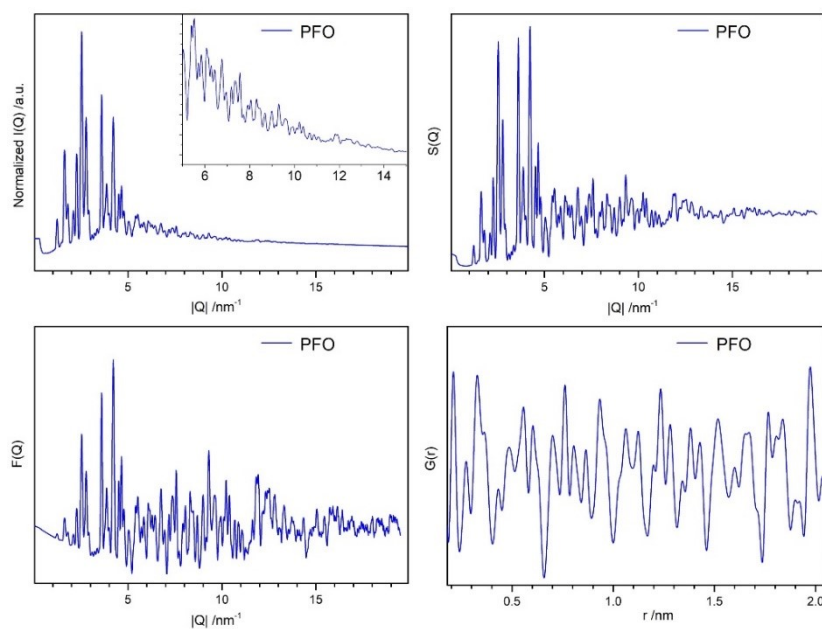 PFO
Normalized I(Q) /a.u.
6 8 10 12 14
5 10 15
|Q| /nm-1
PFO
S(Q)
5 10 15
|Q| /nm-1
PFO
F(Q)
5 10 15
|Q| /nm-1
PFO
G(r)
0.5 1.0 1.5 2.0
r /nm